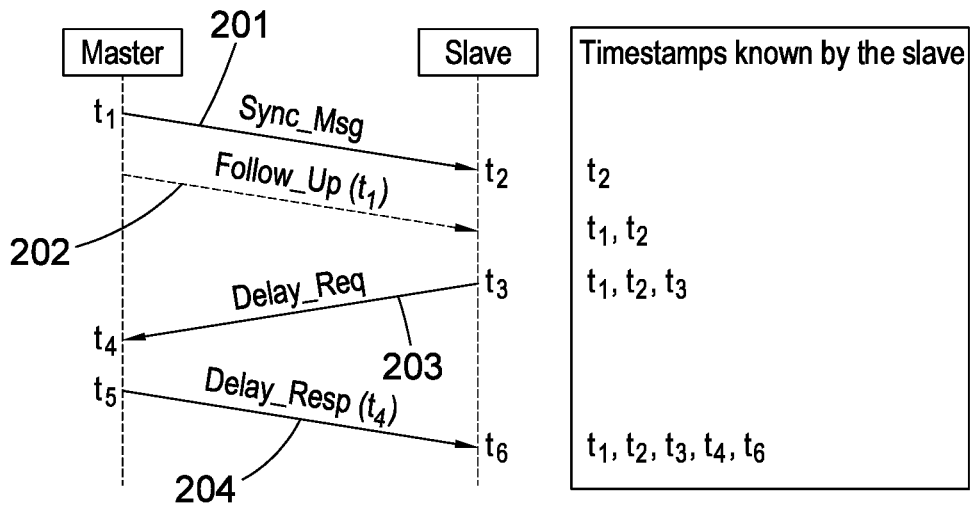 201
Master
Slave
Timestamps known by the slave
t₁
Sync_Msg
t₂
t₂
Follow_Up (t₁)
202
t₁, t₂
t₃
t₁, t₂, t₃
Delay_Req
t₄
203
t₅
Delay_Resp (t₄)
t₆
t₁, t₂, t₃, t₄, t₆
204